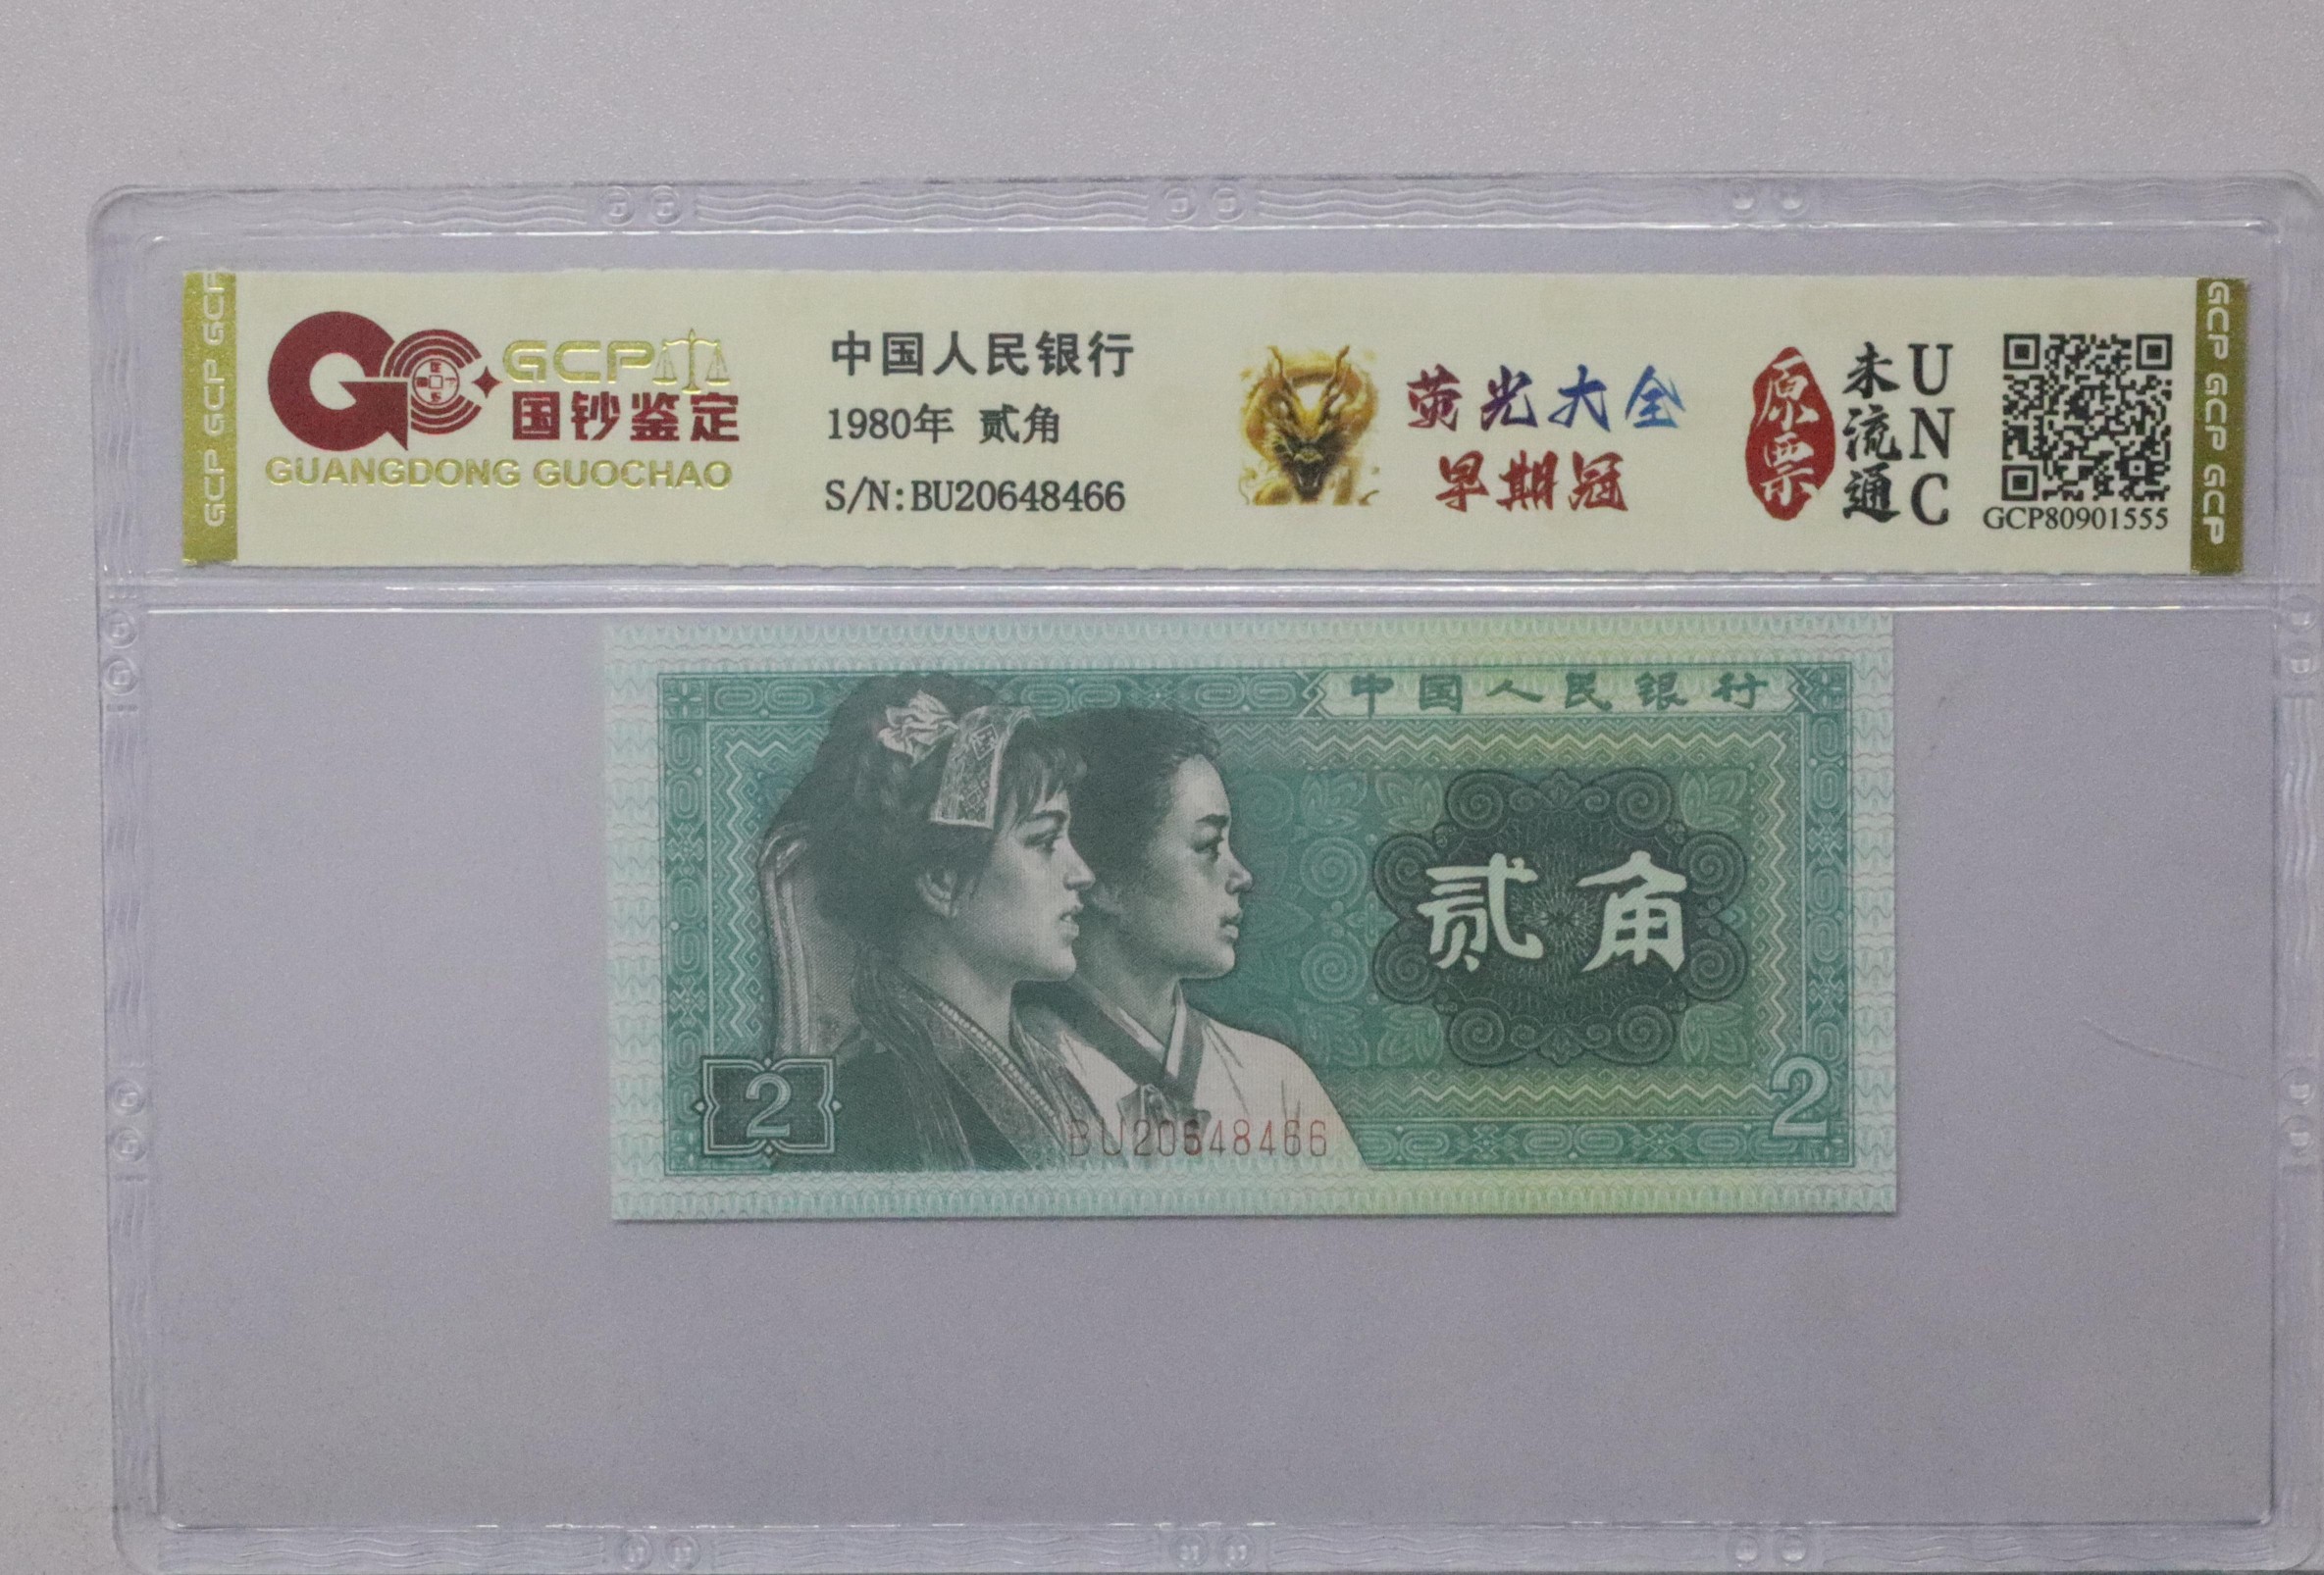 GCP GCP GCP
GCP
国钞鉴定
GUANGDONG GUOCHAO
中国人民银行
1980年 贰角
S/N:BU20648466
荧光大全
早期冠
原票
未流通
UNC
GCP80901555
GCP GCP GCP
中国人民银行
贰角
2
2
BU20648466